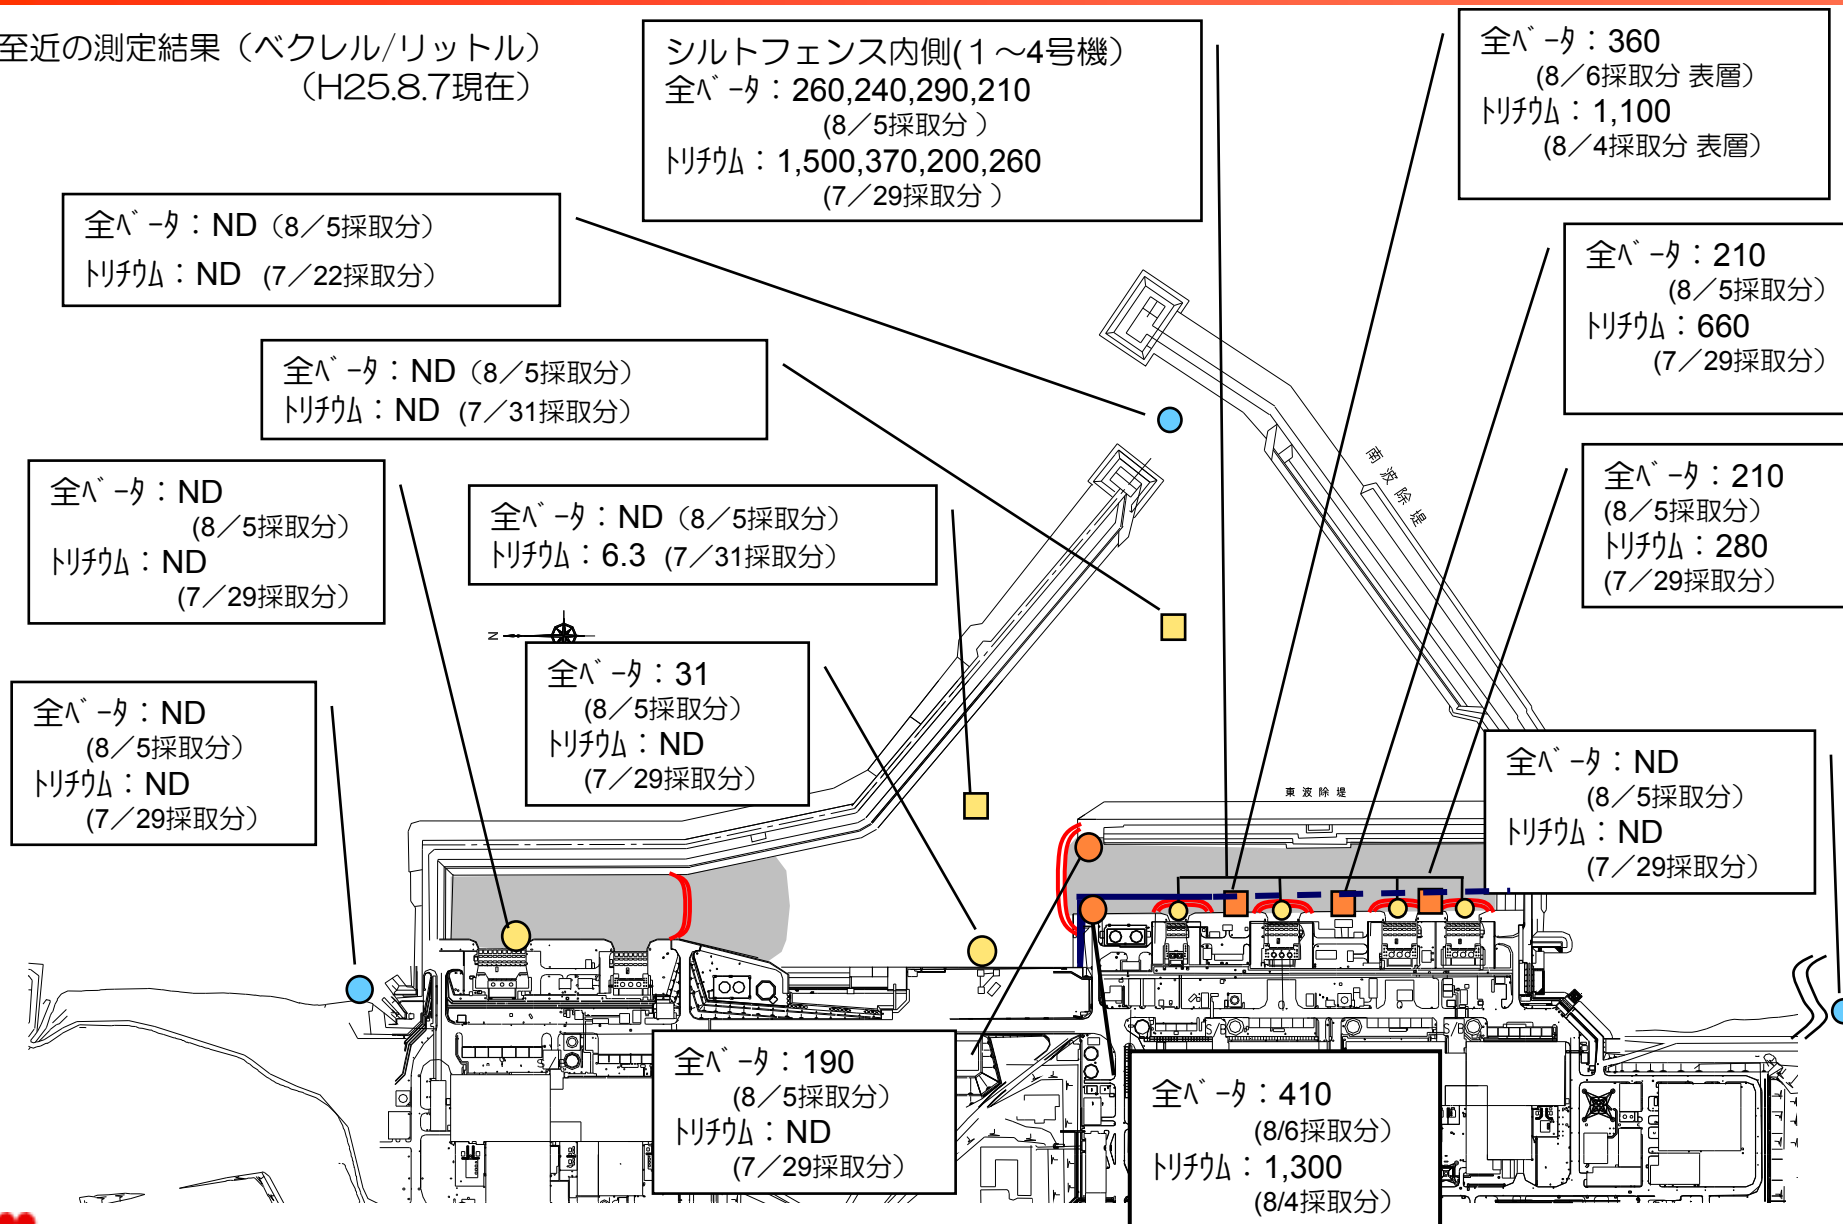 至近の測定結果（ベクレル/リットル）
（H25.8.7現在）
シルトフェンス内側(１～4号機）
全ﾍﾞｰﾀ：260,240,290,210
(8／5採取分 ）
ﾄﾘﾁｳﾑ：1,500,370,200,260
(7／29採取分 ）
全ﾍﾞｰﾀ：360
(8／6採取分 表層）
ﾄﾘﾁｳﾑ：1,100
(8／4採取分 表層）
全ﾍﾞｰﾀ：ND（8／5採取分）
ﾄﾘﾁｳﾑ：ND (7／22採取分）
全ﾍﾞｰﾀ：210
(8／5採取分）
ﾄﾘﾁｳﾑ：660
(7／29採取分）
全ﾍﾞｰﾀ：ND（8／5採取分）
ﾄﾘﾁｳﾑ：ND (7／31採取分）
南波除堤
全ﾍﾞｰﾀ：210
(8／5採取分）
ﾄﾘﾁｳﾑ：280
(7／29採取分）
全ﾍﾞｰﾀ：ND
(8／5採取分）
ﾄﾘﾁｳﾑ：ND
(7／29採取分）
全ﾍﾞｰﾀ：ND（8／5採取分）
ﾄﾘﾁｳﾑ：6.3 (7／31採取分）
N
全ﾍﾞｰﾀ：31
(8／5採取分）
ﾄﾘﾁｳﾑ：ND
(7／29採取分）
全ﾍﾞｰﾀ：ND
(8／5採取分）
ﾄﾘﾁｳﾑ：ND
(7／29採取分）
東波除堤
全ﾍﾞｰﾀ：ND
(8／5採取分）
ﾄﾘﾁｳﾑ：ND
(7／29採取分）
S/B
S/B
全ﾍﾞｰﾀ：190
(8／5採取分）
ﾄﾘﾁｳﾑ：ND
(7／29採取分）
全ﾍﾞｰﾀ：410
(8/6採取分）
ﾄﾘﾁｳﾑ：1,300
(8/4採取分）